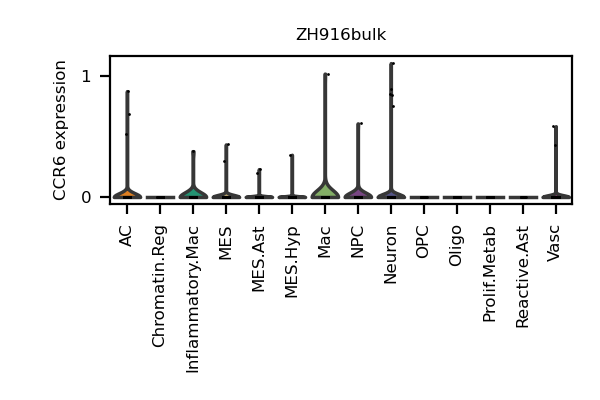 ZH916bulk
CCR6 expression
1
0
AC
Chromatin.Reg
Inflammatory.Mac
MES
MES.Ast
MES.Hyp
Mac
NPC
Neuron
OPC
Oligo
Prolif.Metab
Reactive.Ast
Vasc